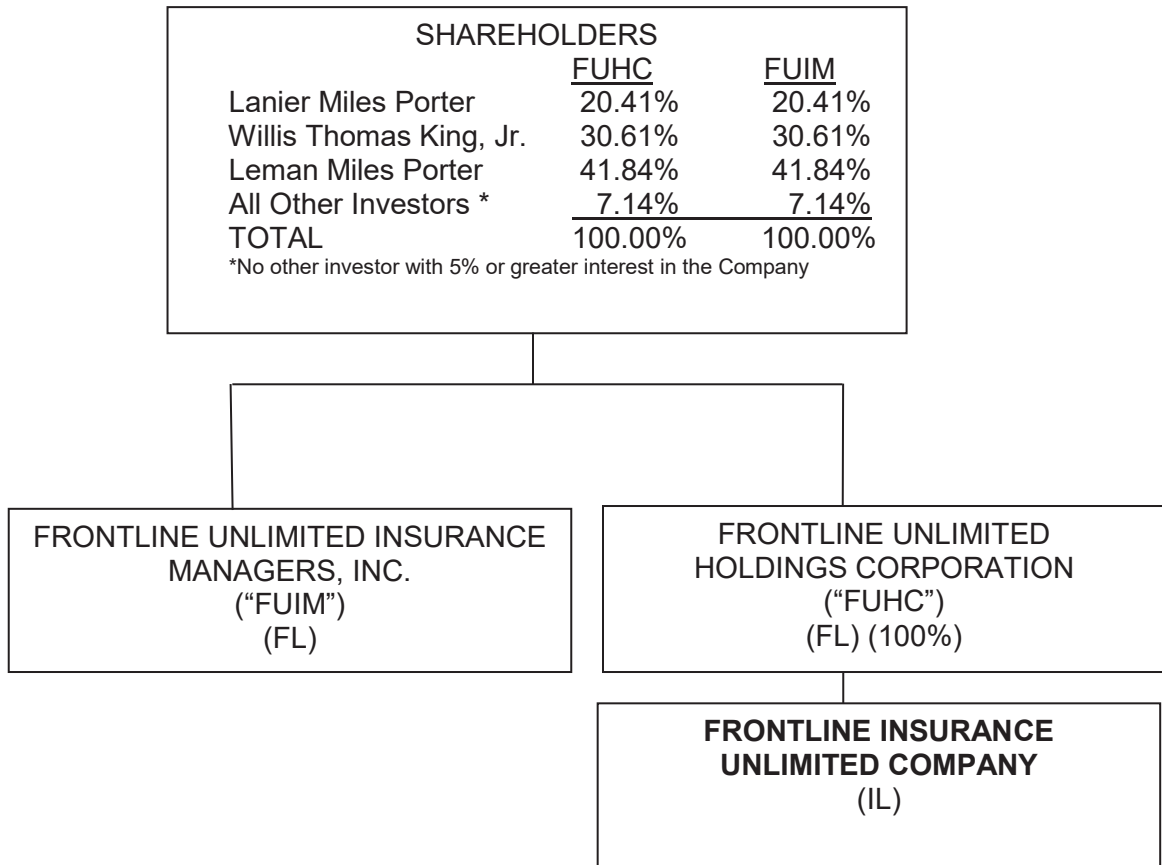 SHAREHOLDERS
FUHC FUIM
Lanier Miles Porter 20.41% 20.41%
Willis Thomas King, Jr. 30.61% 30.61%
Leman Miles Porter 41.84% 41.84%
All Other Investors * 7.14% 7.14%
TOTAL 100.00% 100.00%
*No other investor with 5% or greater interest in the Company
FRONTLINE UNLIMITED INSURANCE
MANAGERS, INC.
(“FUIM”)
(FL)
FRONTLINE UNLIMITED
HOLDINGS CORPORATION
(“FUHC”)
(FL) (100%)
FRONTLINE INSURANCE
UNLIMITED COMPANY
(IL)